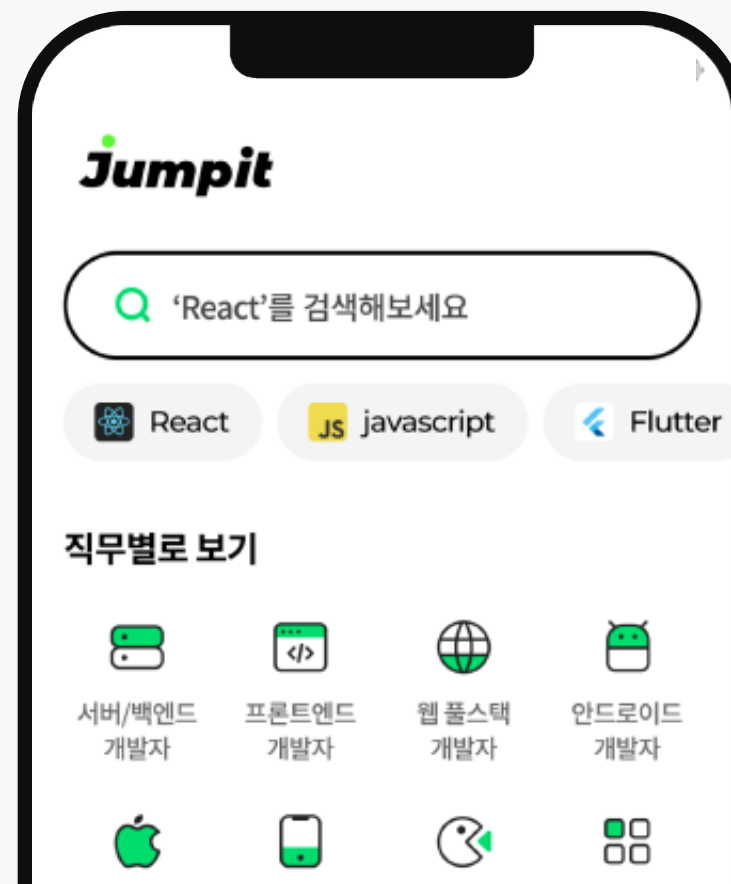 Jumpit
‘React’를 검색해보세요
React
JS javascript
Flutter
직무별로 보기
서버/백엔드
개발자
프론트엔드
개발자
웹 풀스택
개발자
안드로이드
개발자